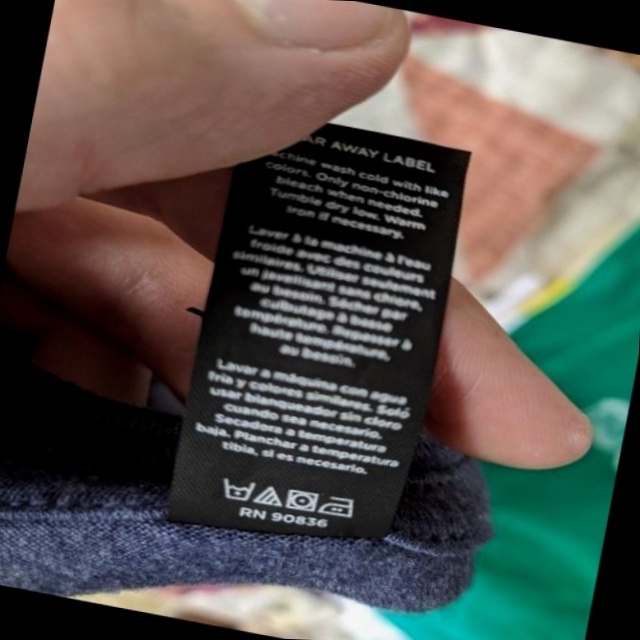 AR AWAY LABEL
chine wash cold with like
colors. Only non-chlorine
bleach when needed.
Tumble dry low. Warm
iron if necessary.
Laver à la machine à l'eau
froide avec des couleurs
similaires. Utiliser seulement
un javellisant sans chlore,
au besoin. Sécher par
culbutage à basse
température. Repasser à
basse température,
au besoin.
Lavar a máquina con agua
fría y colores similares. Solo
usar blanqueador sin cloro
cuando sea necesario.
Secadora a temperatura
baja. Planchar a temperatura
tibia, si es necesario.
RN 90836